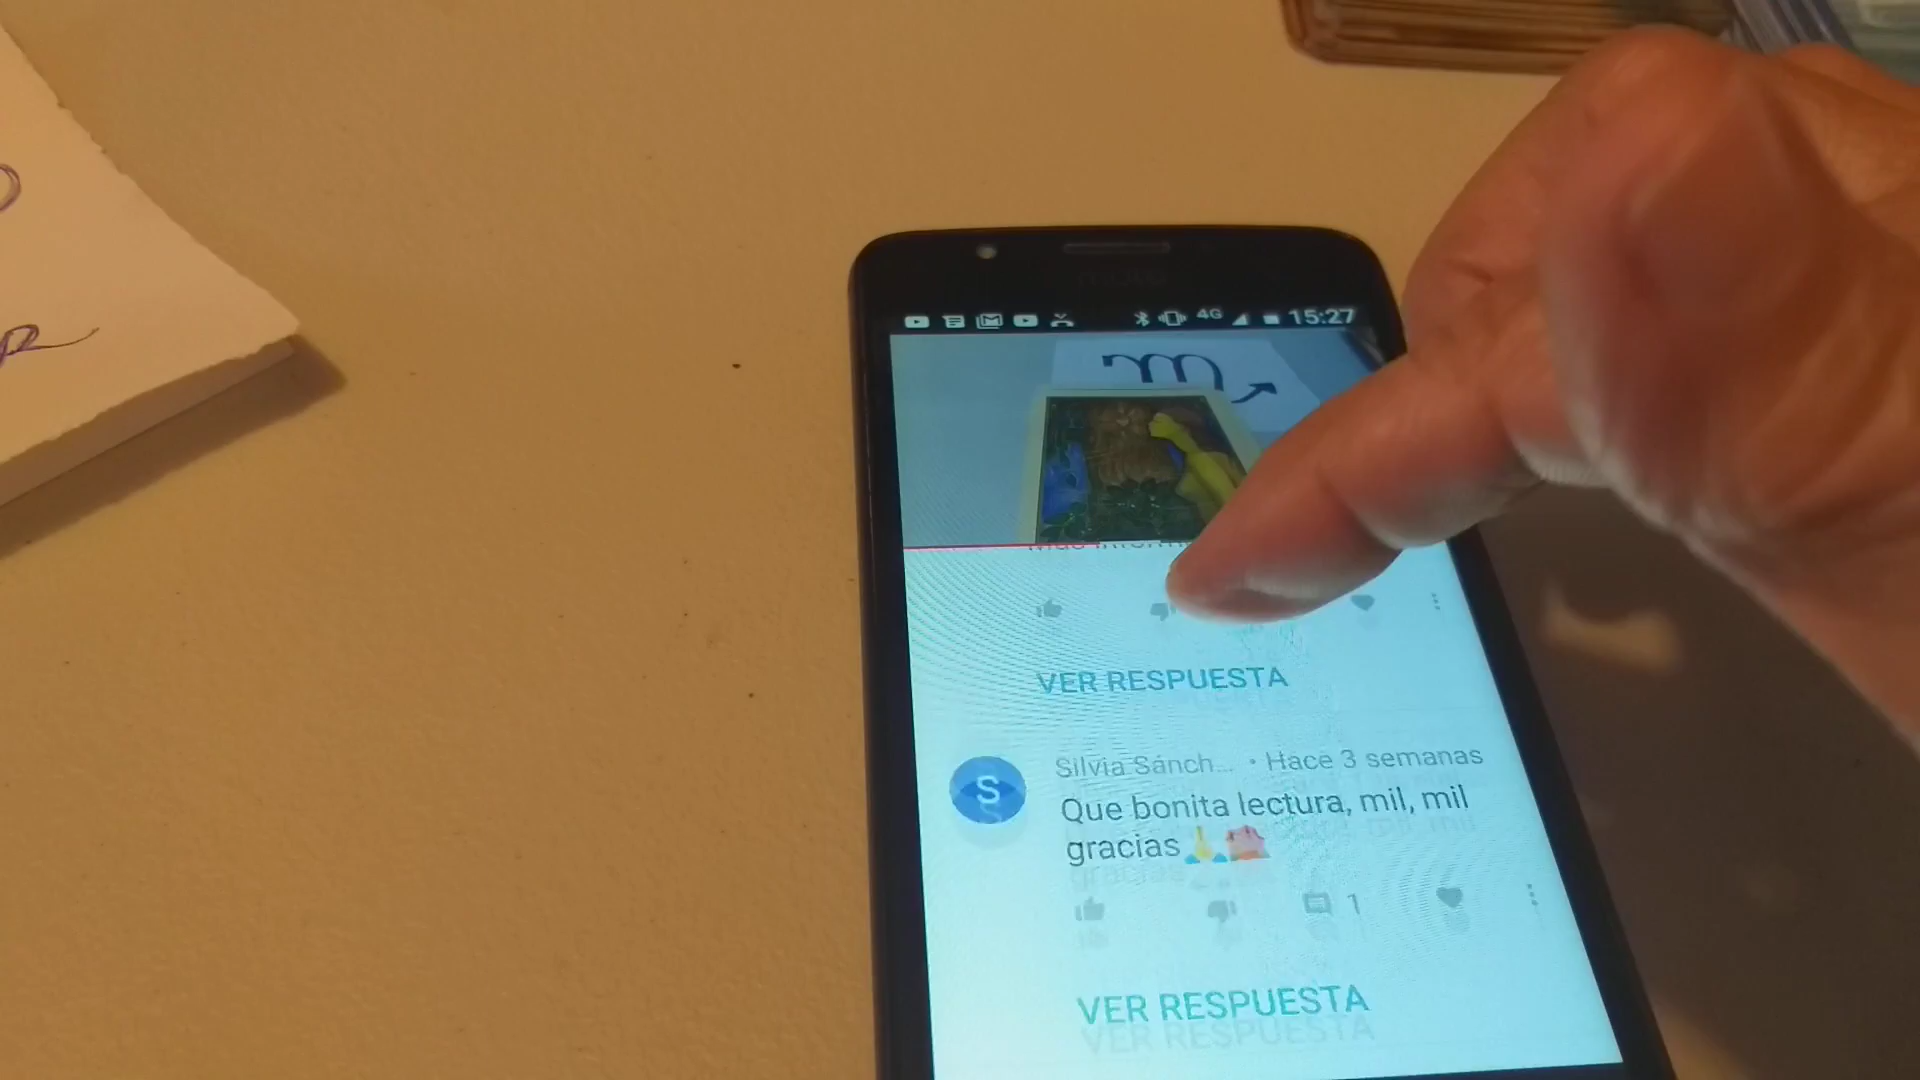 4G 15:27
VER RESPUESTA
S
Silvia Sánch... • Hace 3 semanas
Que bonita lectura, mil, mil
gracias🙏🌹
1
VER RESPUESTA